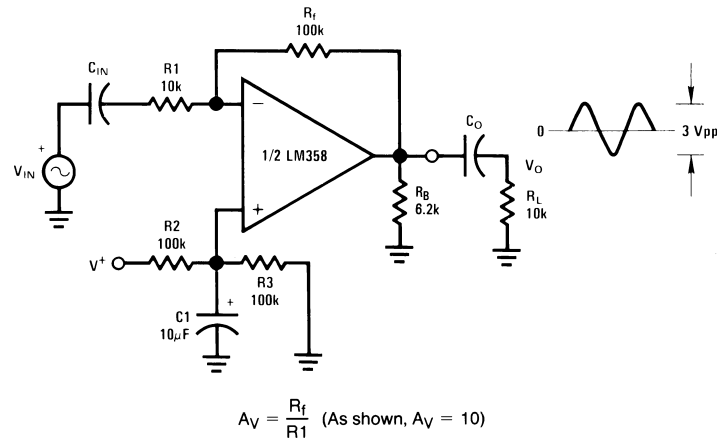 Rf
100k
CIN
R1
10k
−
+
VIN
1/2 LM358
+
CO
VO
RB
6.2k
RL
10k
0
3 Vpp
R2
100k
V+
R3
100k
+
C1
10μF
AV = Rf/R1 (As shown, AV = 10)